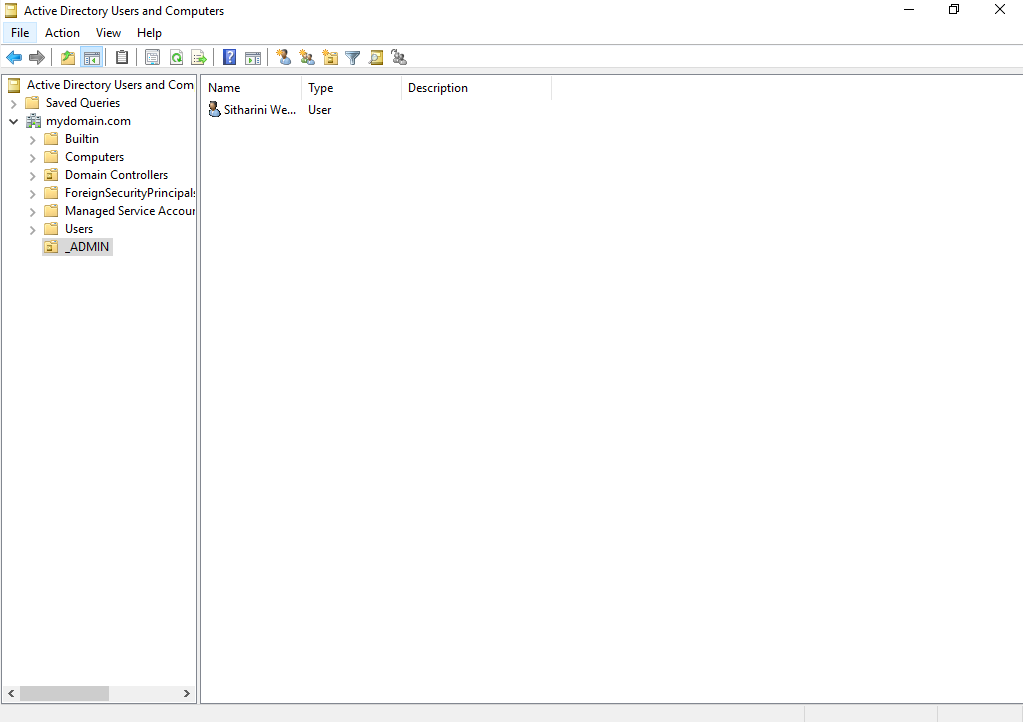 Active Directory Users and Computers
File Action View Help
Active Directory Users and Com
Saved Queries
mydomain.com
Builtin
Computers
Domain Controllers
ForeignSecurityPrincipals
Managed Service Accour
Users
_ADMIN
Name Type Description
Sitharini We... User